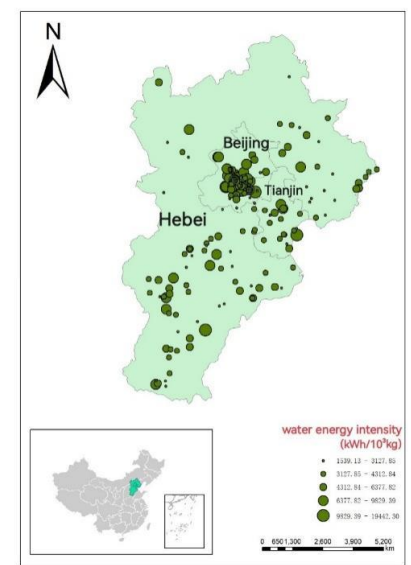 N
Beijing
Tianjin
Hebei
water energy intensity
(kWh/10³kg)
1539.13 - 3127.85
3127.85 - 4312.84
4312.84 - 6377.82
6377.82 - 9829.39
9829.39 - 19442.30
0 650 1,300 2,600 3,900 5,200
km